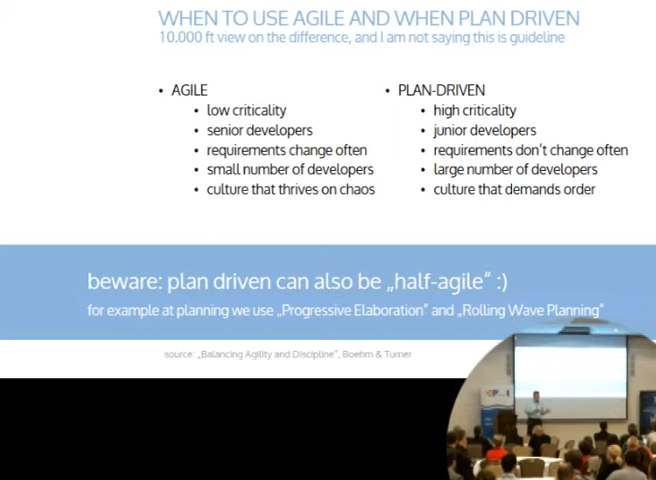 WHEN TO USE AGILE AND WHEN PLAN DRIVEN
10.000 ft view on the difference, and I am not saying this is guideline
• AGILE
• low criticality
• senior developers
• requirements change often
• small number of developers
• culture that thrives on chaos
• PLAN-DRIVEN
• high criticality
• junior developers
• requirements don't change often
• large number of developers
• culture that demands order
beware: plan driven can also be „half-agile” :)
for example at planning we use „Progressive Elaboration” and „Rolling Wave Planning”
source: „Balancing Agility and Discipline”, Boehm & Turner